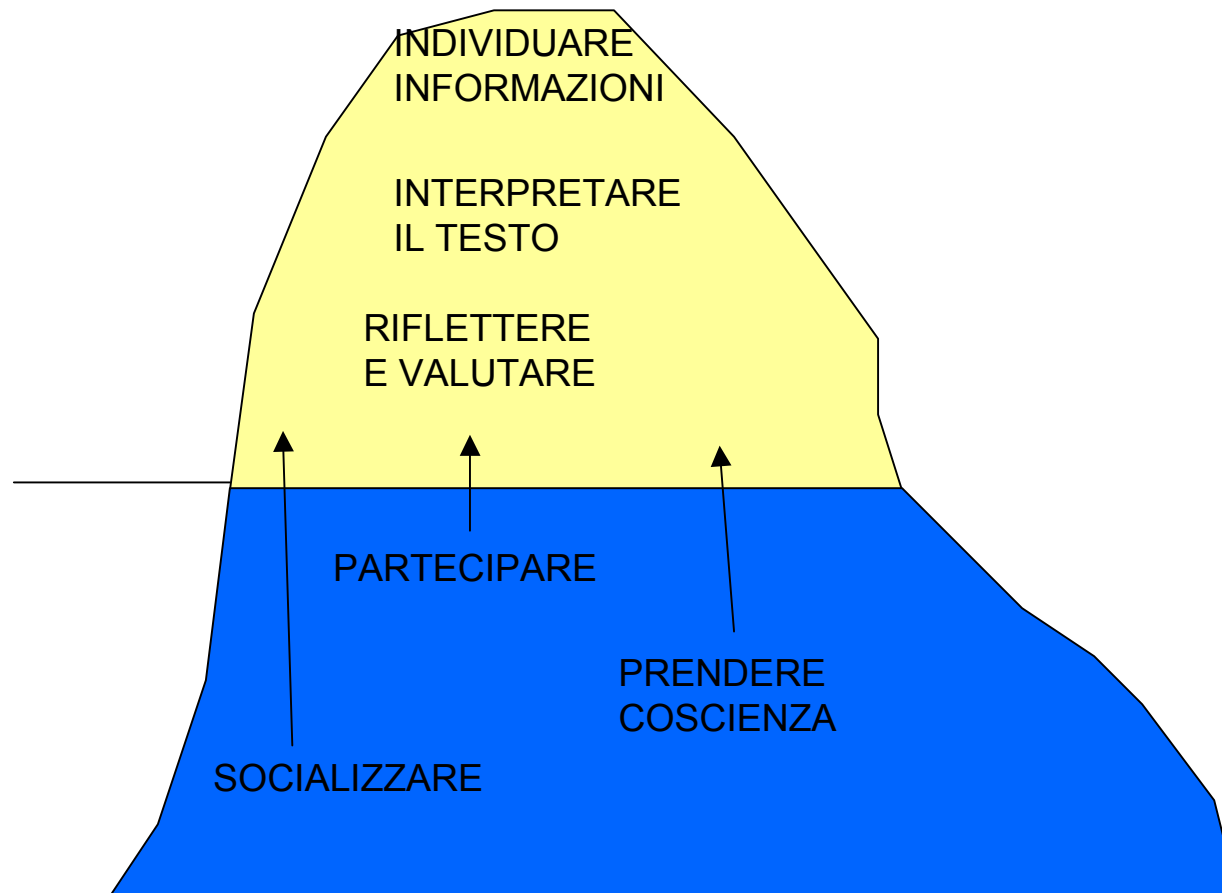 INDIVIDUARE
INFORMAZIONI
INTERPRETARE
IL TESTO
RIFLETTERE
E VALUTARE
PARTECIPARE
PRENDERE
COSCIENZA
SOCIALIZZARE